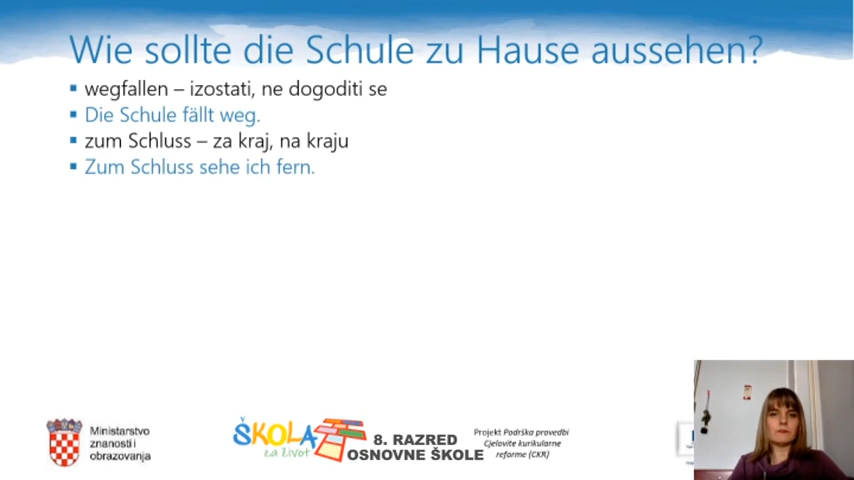 Wie sollte die Schule zu Hause aussehen?
wegfallen – izostati, ne dogoditi se
Die Schule fällt weg.
zum Schluss – za kraj, na kraju
Zum Schluss sehe ich fern.
Ministarstvo
znanosti i
obrazovanja
ŠKOLA
za život
8. RAZRED
OSNOVNE ŠKOLE
Projekt Podrška provedbi
Cjelovite kurikularne
reforme (CKR)